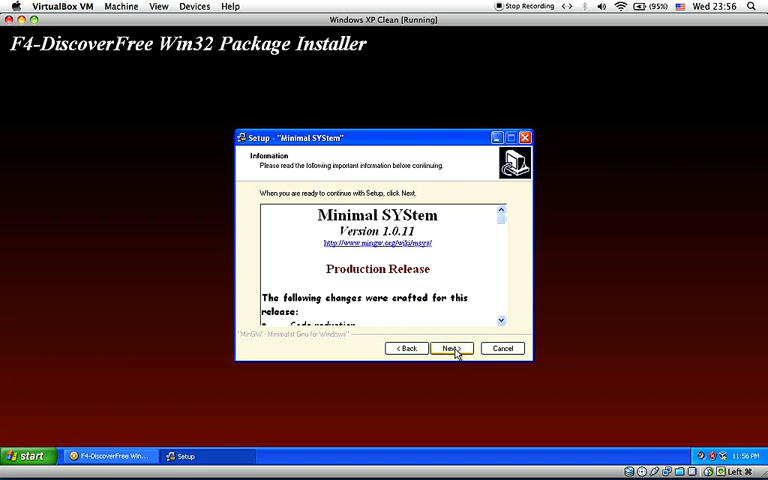 VirtualBox VM Machine View Devices Help Stop Recording (95%) Wed 23:56
Windows XP Clean [Running]
F4-DiscoverFree Win32 Package Installer
Setup - "Minimal SYStem"
Information
Please read the following important information before continuing.
When you are ready to continue with Setup, click Next.
Minimal SYStem
Version 1.0.11
http://www.mingw.org/wiki/msys/
Production Release
The following changes were crafted for this
release:
• Code reduction
"MinGW - Minimalist Gnu for Windows"
< Back Next > Cancel
start F4-DiscoverFree Win... Setup 11:56 PM
Left ⌘